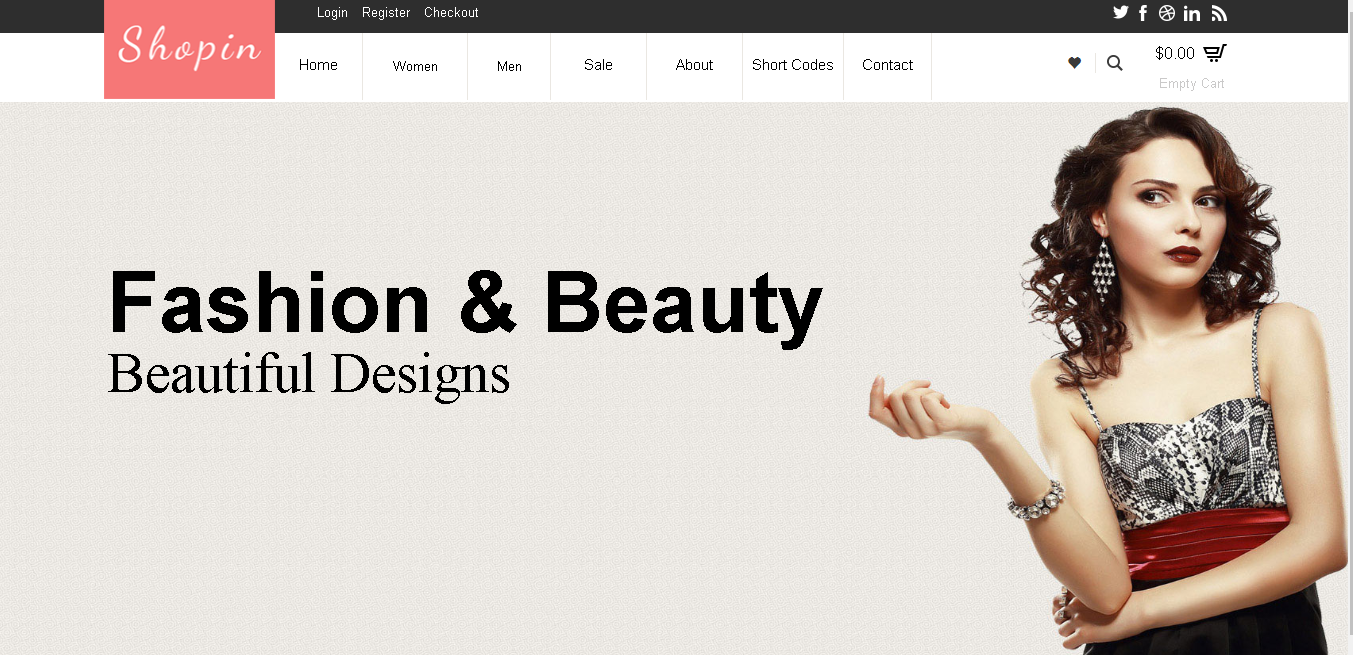 Login Register Checkout
Shopin
Home Women Men Sale About Short Codes Contact
$0.00
Empty Cart
Fashion & Beauty
Beautiful Designs